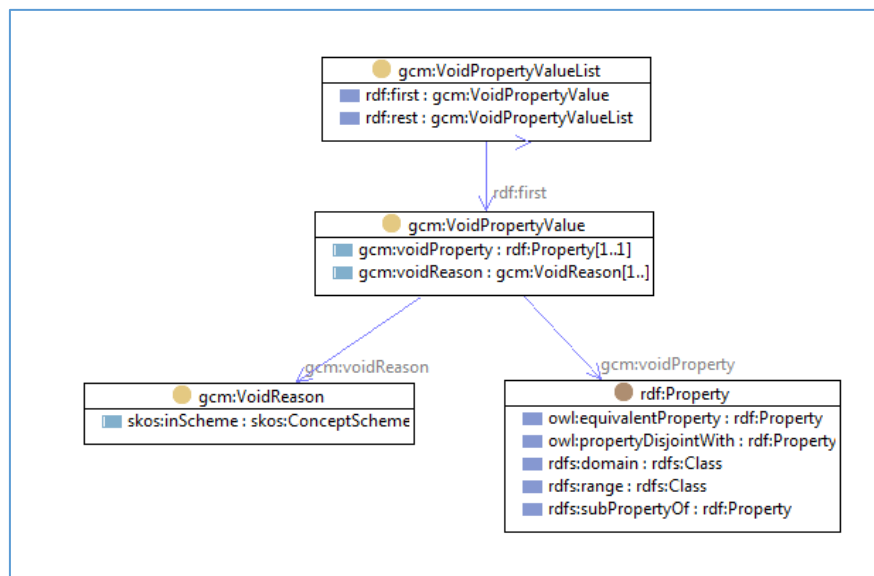 gcm:VoidPropertyValueList
rdf:first : gcm:VoidPropertyValue
rdf:rest : gcm:VoidPropertyValueList
rdf:first
gcm:VoidPropertyValue
gcm:voidProperty : rdf:Property[1..1]
gcm:voidReason : gcm:VoidReason[1..]
gcm:voidReason
gcm:voidProperty
gcm:VoidReason
skos:inScheme : skos:ConceptScheme
rdf:Property
owl:equivalentProperty : rdf:Property
owl:propertyDisjointWith : rdf:Property
rdfs:domain : rdfs:Class
rdfs:range : rdfs:Class
rdfs:subPropertyOf : rdf:Property